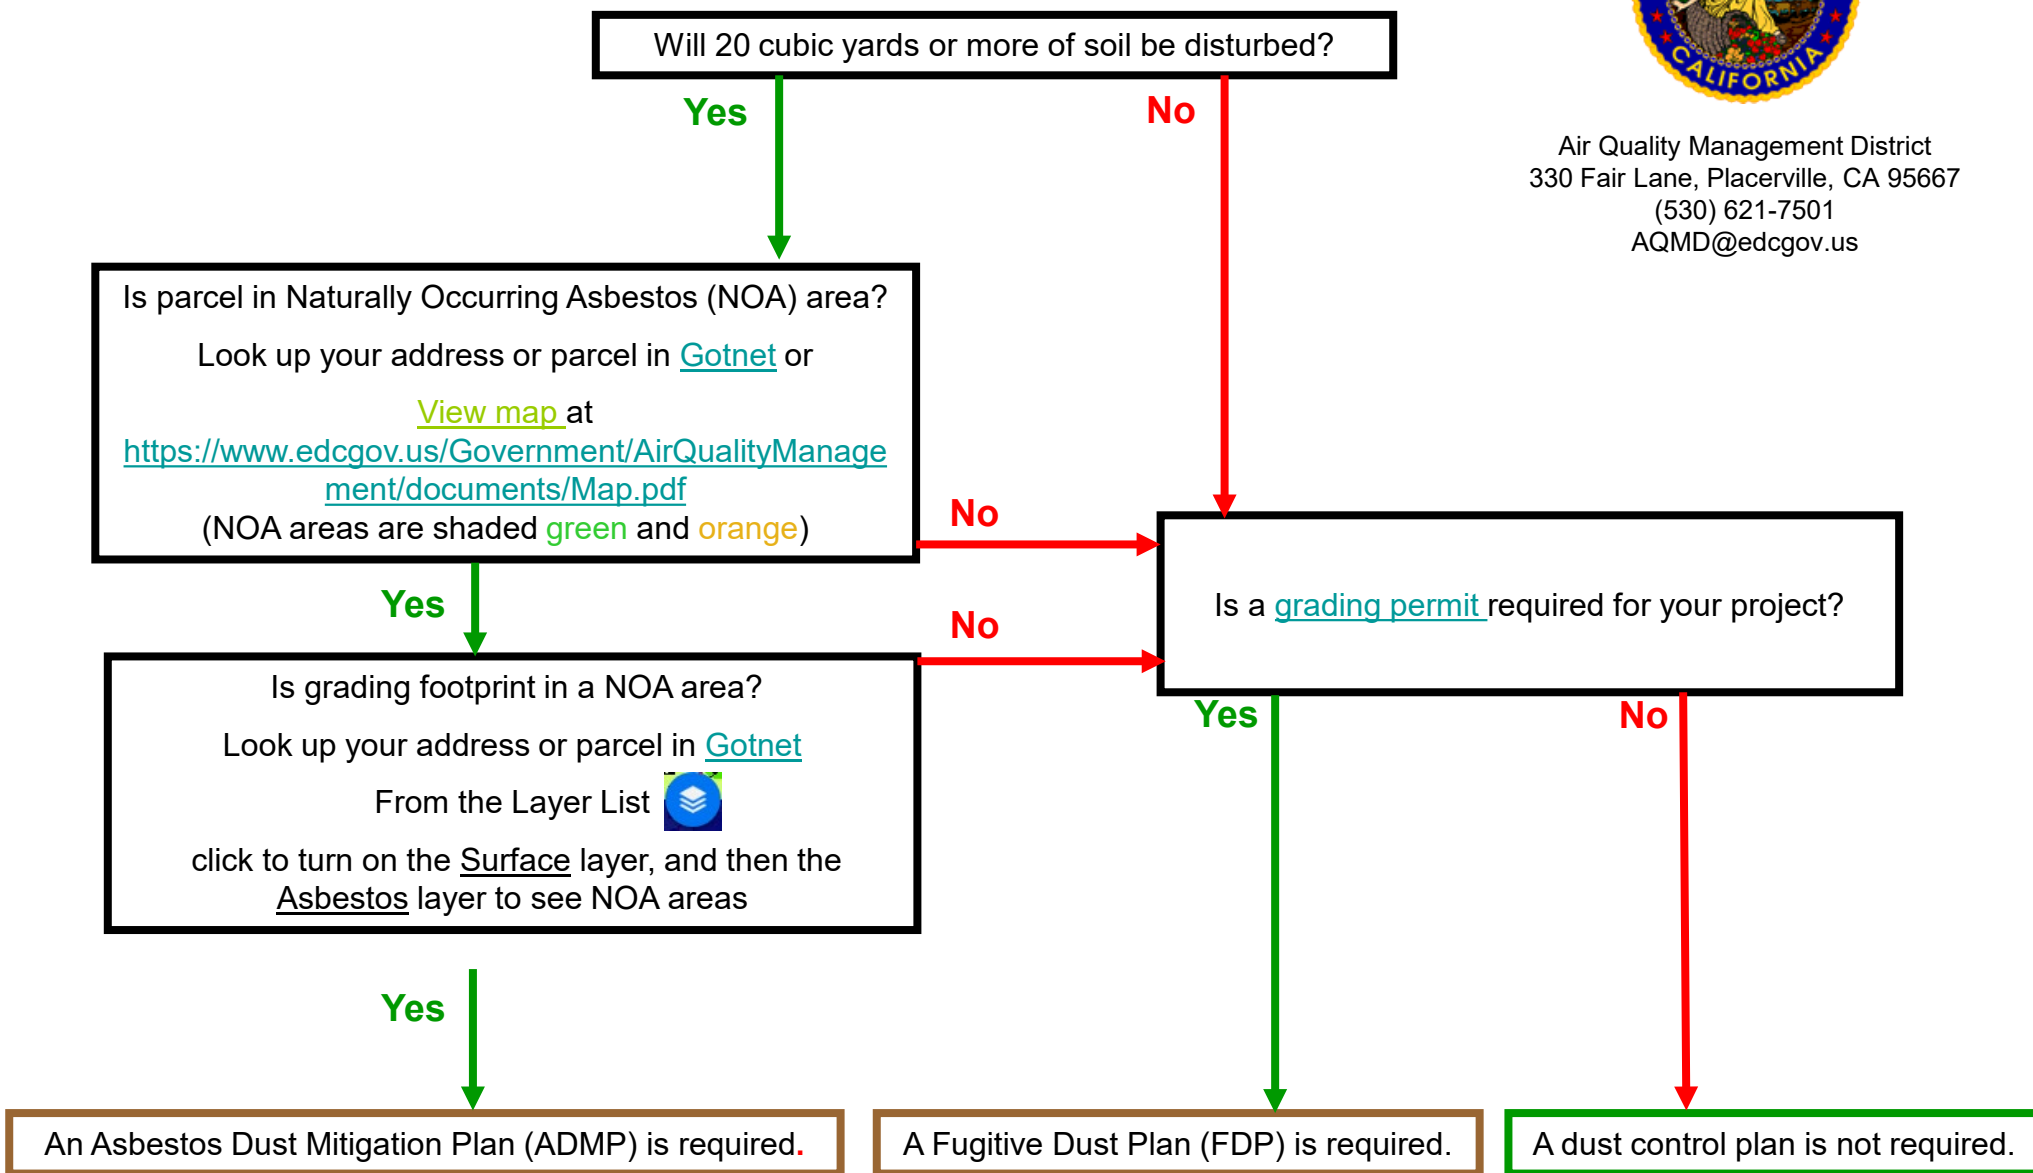 Will 20 cubic yards or more of soil be disturbed?
CALIFORNIA
Yes
No
Air Quality Management District
330 Fair Lane, Placerville, CA 95667
(530) 621-7501
AQMD@edcgov.us
Is parcel in Naturally Occurring Asbestos (NOA) area?
Look up your address or parcel in Gotnet or
View map at
https://www.edcgov.us/Government/AirQualityManage
ment/documents/Map.pdf
(NOA areas are shaded green and orange)
No
Yes
No
Is a grading permit required for your project?
Is grading footprint in a NOA area?
Look up your address or parcel in Gotnet
From the Layer List
click to turn on the Surface layer, and then the
Asbestos layer to see NOA areas
Yes
No
Yes
An Asbestos Dust Mitigation Plan (ADMP) is required.
A Fugitive Dust Plan (FDP) is required.
A dust control plan is not required.